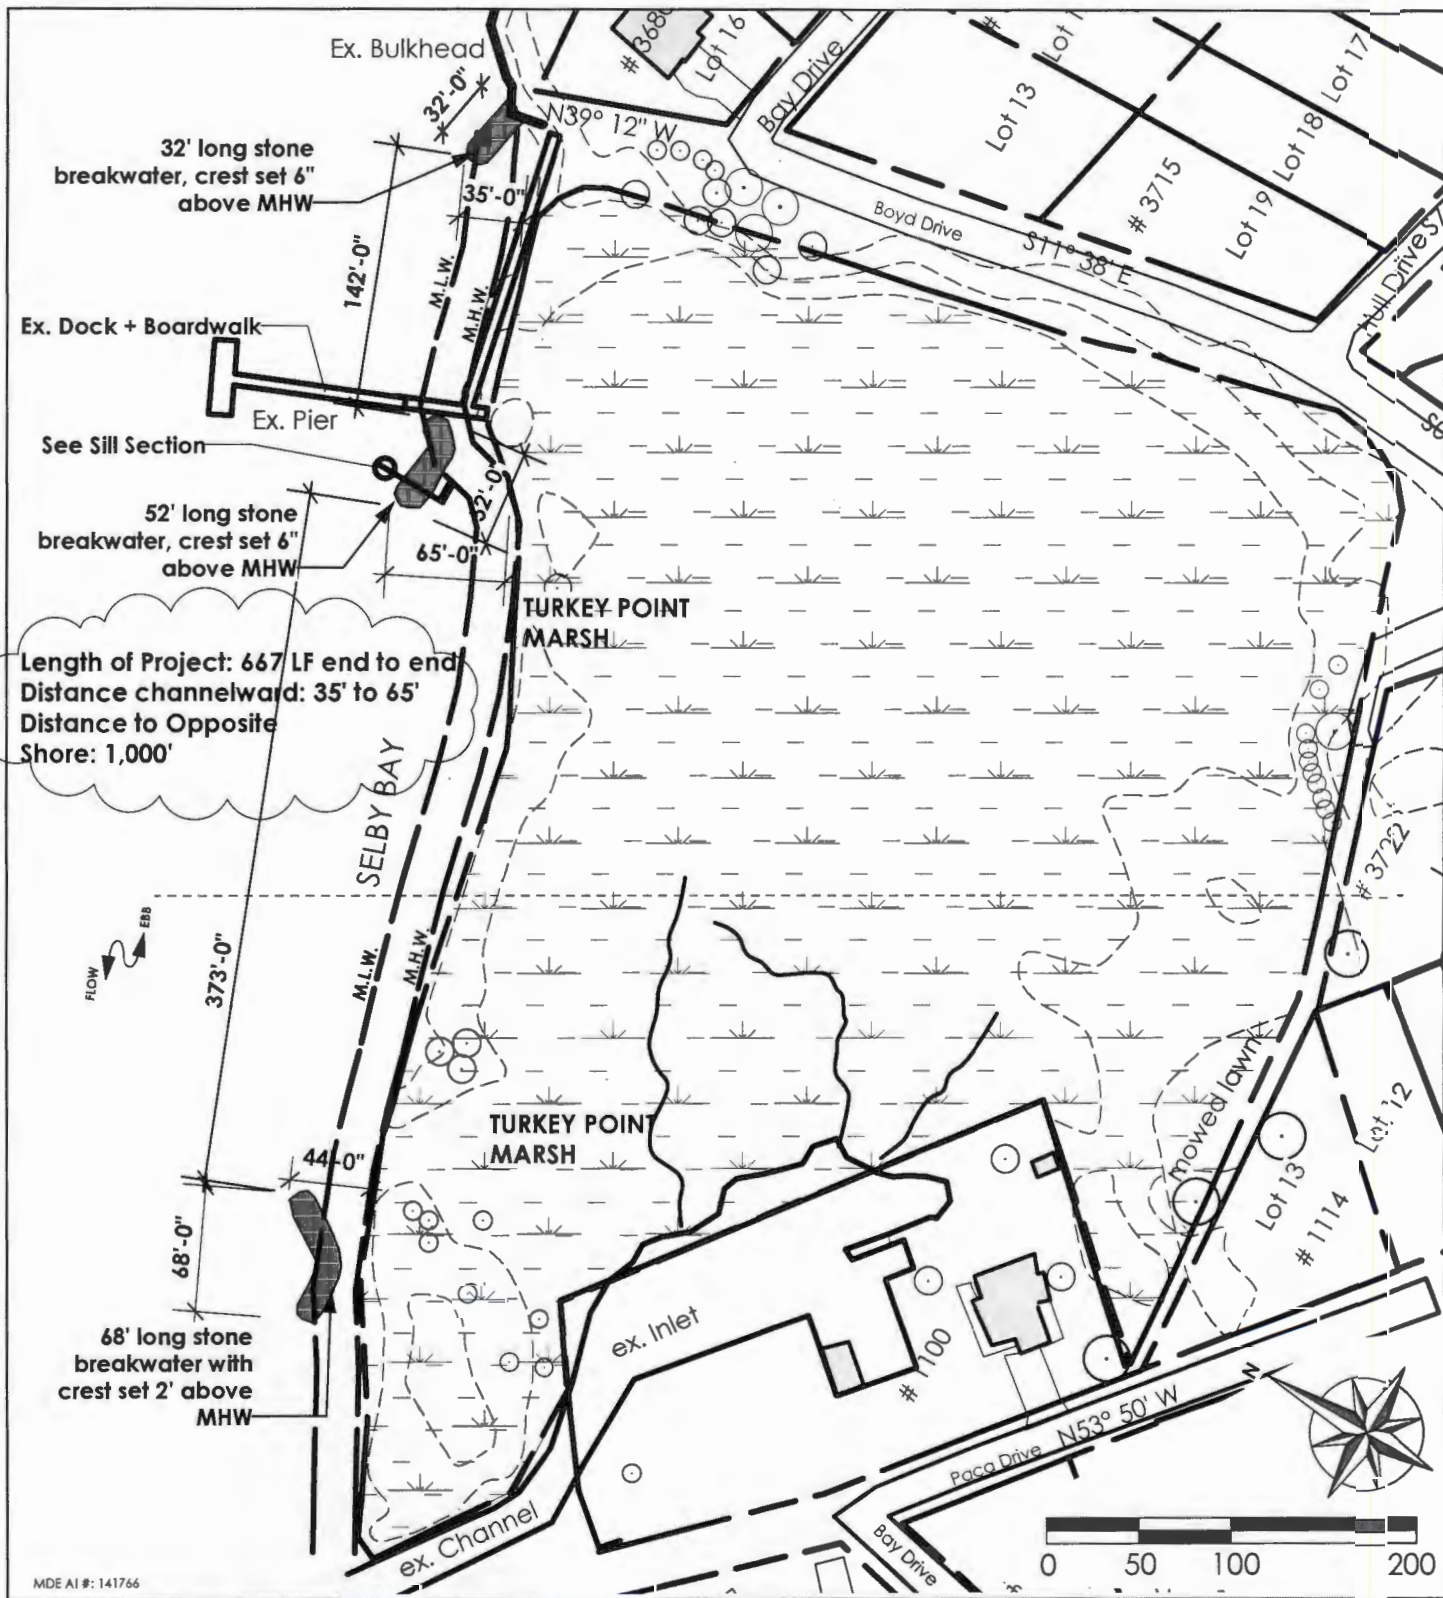 Ex. Bulkhead
32'-0"
# 3680
Lot 16
Bay Drive
N39° 12" W
Lot 13
Lot 17
Lot 18
# 3715
Lot 19
32' long stone
breakwater, crest set 6"
above MHW
35'-0"
Boyd Drive
S11° 38' E
Hull Drive
142'-0"
M.L.W.
M.H.W.
Ex. Dock + Boardwalk
Ex. Pier
See Sill Section
52'-0"
52' long stone
breakwater, crest set 6"
above MHW
65'-0"
TURKEY POINT
MARSH
Length of Project: 667 LF end to end
Distance channelward: 35' to 65'
Distance to Opposite
Shore: 1,000'
SELBY BAY
# 3722
FLOW
EBB
373'-0"
M.L.W.
M.H.W.
mowed lawn
TURKEY POINT
MARSH
44'-0"
Lot 12
Lot 13
# 1114
68'-0"
68' long stone
breakwater with
crest set 2' above
MHW
ex. Inlet
# 1100
N
Paca Drive
N53° 50' W
ex. Channel
Bay Drive
0 50 100 200
MDE AI #: 141766